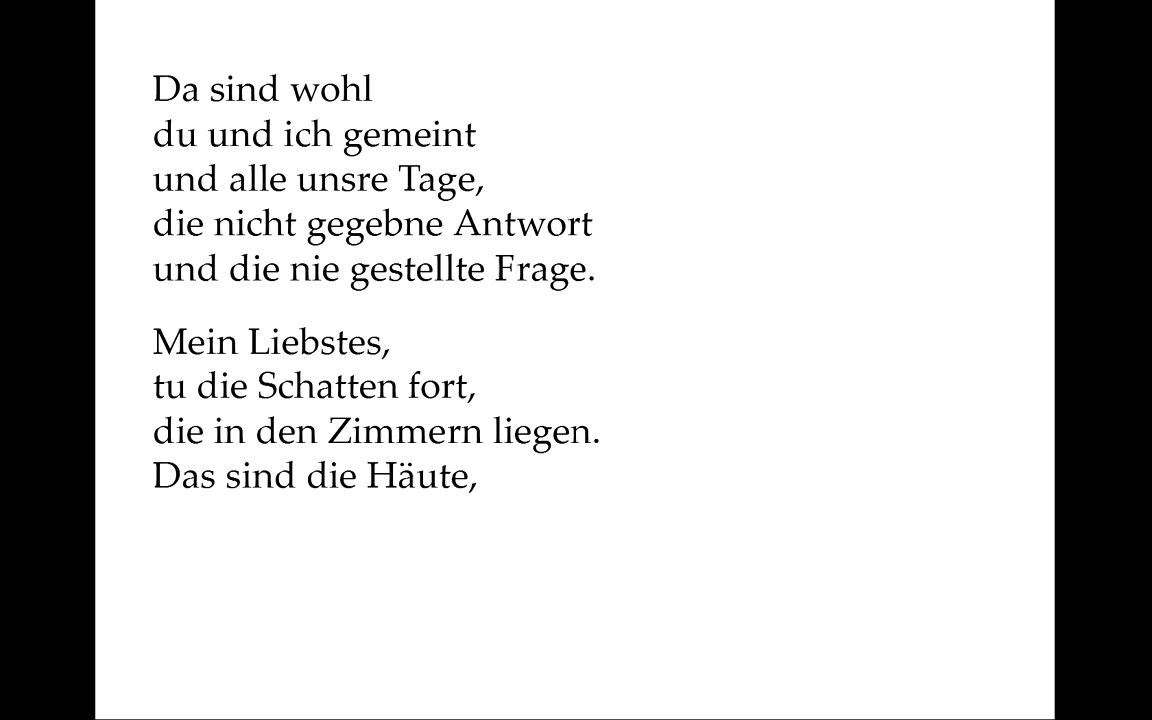 Da sind wohl
du und ich gemeint
und alle unsre Tage,
die nicht gegebne Antwort
und die nie gestellte Frage.
Mein Liebstes,
tu die Schatten fort,
die in den Zimmern liegen.
Das sind die Häute,